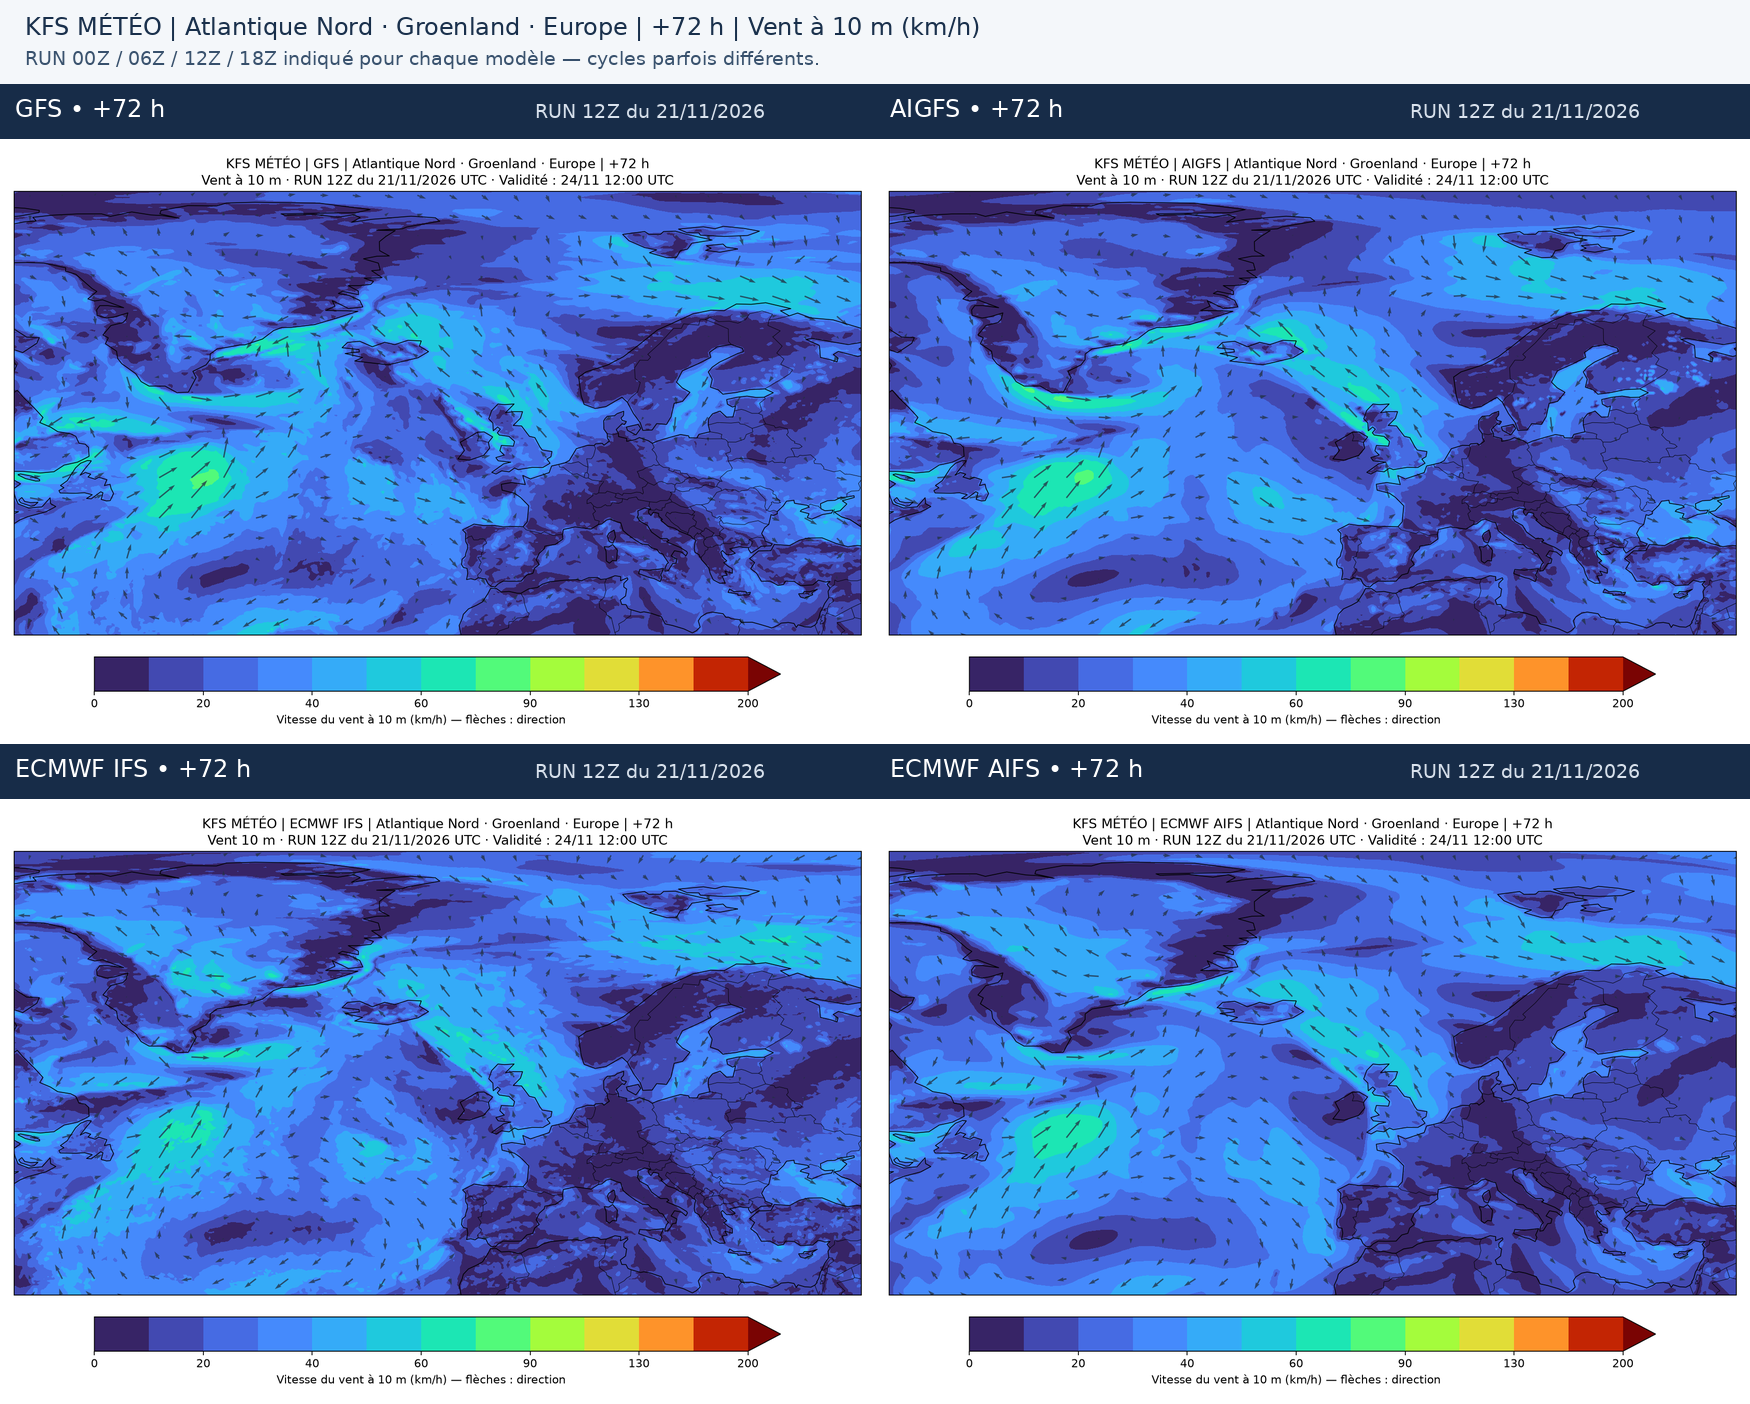 KFS MÉTÉO | Atlantique Nord · Groenland · Europe | +72 h | Vent à 10 m (km/h)
RUN 00Z / 06Z / 12Z / 18Z indiqué pour chaque modèle — cycles parfois différents.
GFS • +72 h
RUN 12Z du 21/11/2026
KFS MÉTÉO | GFS | Atlantique Nord · Groenland · Europe | +72 h
Vent à 10 m · RUN 12Z du 21/11/2026 UTC · Validité : 24/11 12:00 UTC
0 20 40 60 90 130 200
Vitesse du vent à 10 m (km/h) — flèches : direction
AIGFS • +72 h
RUN 12Z du 21/11/2026
KFS MÉTÉO | AIGFS | Atlantique Nord · Groenland · Europe | +72 h
Vent à 10 m · RUN 12Z du 21/11/2026 UTC · Validité : 24/11 12:00 UTC
0 20 40 60 90 130 200
Vitesse du vent à 10 m (km/h) — flèches : direction
ECMWF IFS • +72 h
RUN 12Z du 21/11/2026
KFS MÉTÉO | ECMWF IFS | Atlantique Nord · Groenland · Europe | +72 h
Vent 10 m · RUN 12Z du 21/11/2026 UTC · Validité : 24/11 12:00 UTC
0 20 40 60 90 130 200
Vitesse du vent à 10 m (km/h) — flèches : direction
ECMWF AIFS • +72 h
RUN 12Z du 21/11/2026
KFS MÉTÉO | ECMWF AIFS | Atlantique Nord · Groenland · Europe | +72 h
Vent 10 m · RUN 12Z du 21/11/2026 UTC · Validité : 24/11 12:00 UTC
0 20 40 60 90 130 200
Vitesse du vent à 10 m (km/h) — flèches : direction